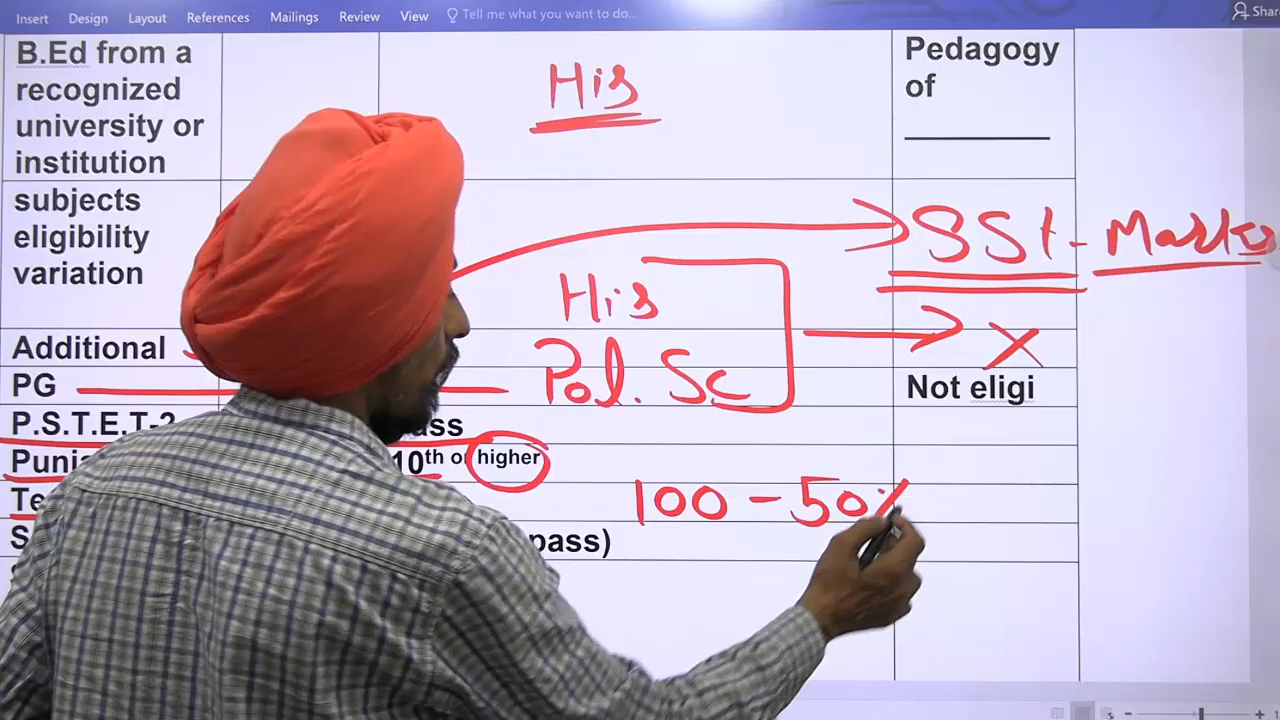 Insert Design Layout References Mailings Review View Tell me what you want to do...
B.Ed from a
recognized
university or
institution
subjects
eligibility
variation
His
Pedagogy
of
SSt - Marks
His
Pol. Sc
X
Additional
PG
Not eligi
P.S.T.E.T-2
10th or higher
100 - 50%
pass)